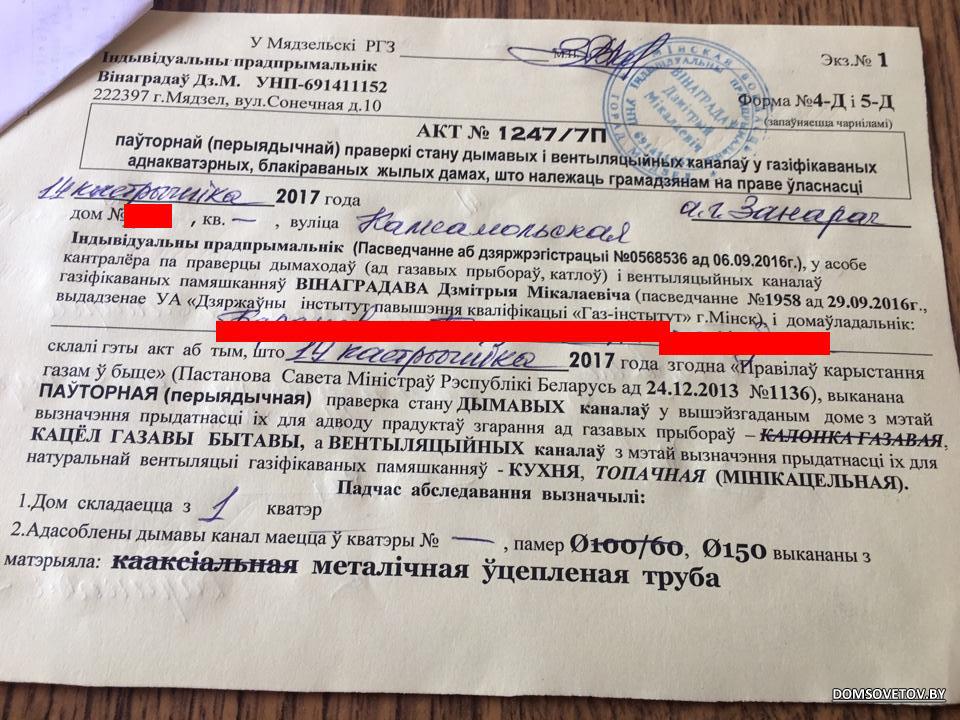 У Мядзельскі РГЗ
Экз.№ 1
Індывідуальны прадпрымальнік
Вінаградаў Дз.М. УНП-691411152
222397 г.Мядзел, вул.Сонечная д.10
Форма №4-Д і 5-Д
(запаўняецца чарніламі)
АКТ № 1247/7П
паўторнай (перыядычнай) праверкі стану дымавых і вентыляцыйных каналаў у газіфікаваных
аднакватэрных, блакіраваных жылых дамах, што належаць грамадзянам на праве ўласнасці
14 кастрычніка 2017 года
а.г. Занарач
дом № , кв. — , вуліца Камсамольская
Індывідуальны прадпрымальнік (Пасведчанне аб дзяржрэгістрацыі №0568536 ад 06.09.2016г.), у асобе
кантралёра па праверцы дымаходаў (ад газавых прыбораў, катлоў) і вентыляцыйных каналаў
газіфікаваных памяшканняў ВІНАГРАДАВА Дзмітрыя Мікалаевіча (пасведчанне №1958 ад 29.09.2016г.,
выдадзенае УА «Дзяржаўны інстытут павышэння кваліфікацыі «Газ-інстытут» г.Мінск), і домаўладальнік:
склалі гэты акт аб тым, што 14 кастрычніка 2017 года згодна «Правілаў карыстання
газам ў быце» (Пастанова Савета Міністраў Рэспублікі Беларусь ад 24.12.2013 №1136), выканана
ПАЎТОРНАЯ (перыядычная) праверка стану ДЫМАВЫХ каналаў у вышэйзгаданым доме з мэтай
вызначэння прыдатнасці іх для адводу прадуктаў згарання ад газавых прыбораў – КАЛОНКА ГАЗАВАЯ,
КАЦЁЛ ГАЗАВЫ БЫТАВЫ, а ВЕНТЫЛЯЦЫЙНЫХ каналаў з мэтай вызначэння прыдатнасці іх для
натуральнай вентыляцыі газіфікаваных памяшканняў - КУХНЯ, ТОПАЧНАЯ (МІНІКАЦЕЛЬНАЯ).
Падчас абследавання вызначылі:
1.Дом складаецца з 1 кватэр
2.Адасоблены дымавы канал маецца ў кватэры № — , памер Ø100/60, Ø150 выкананы з
матэрыяла: кааксіяльная металічная ўцепленая труба
DOMSOVETOV.BY